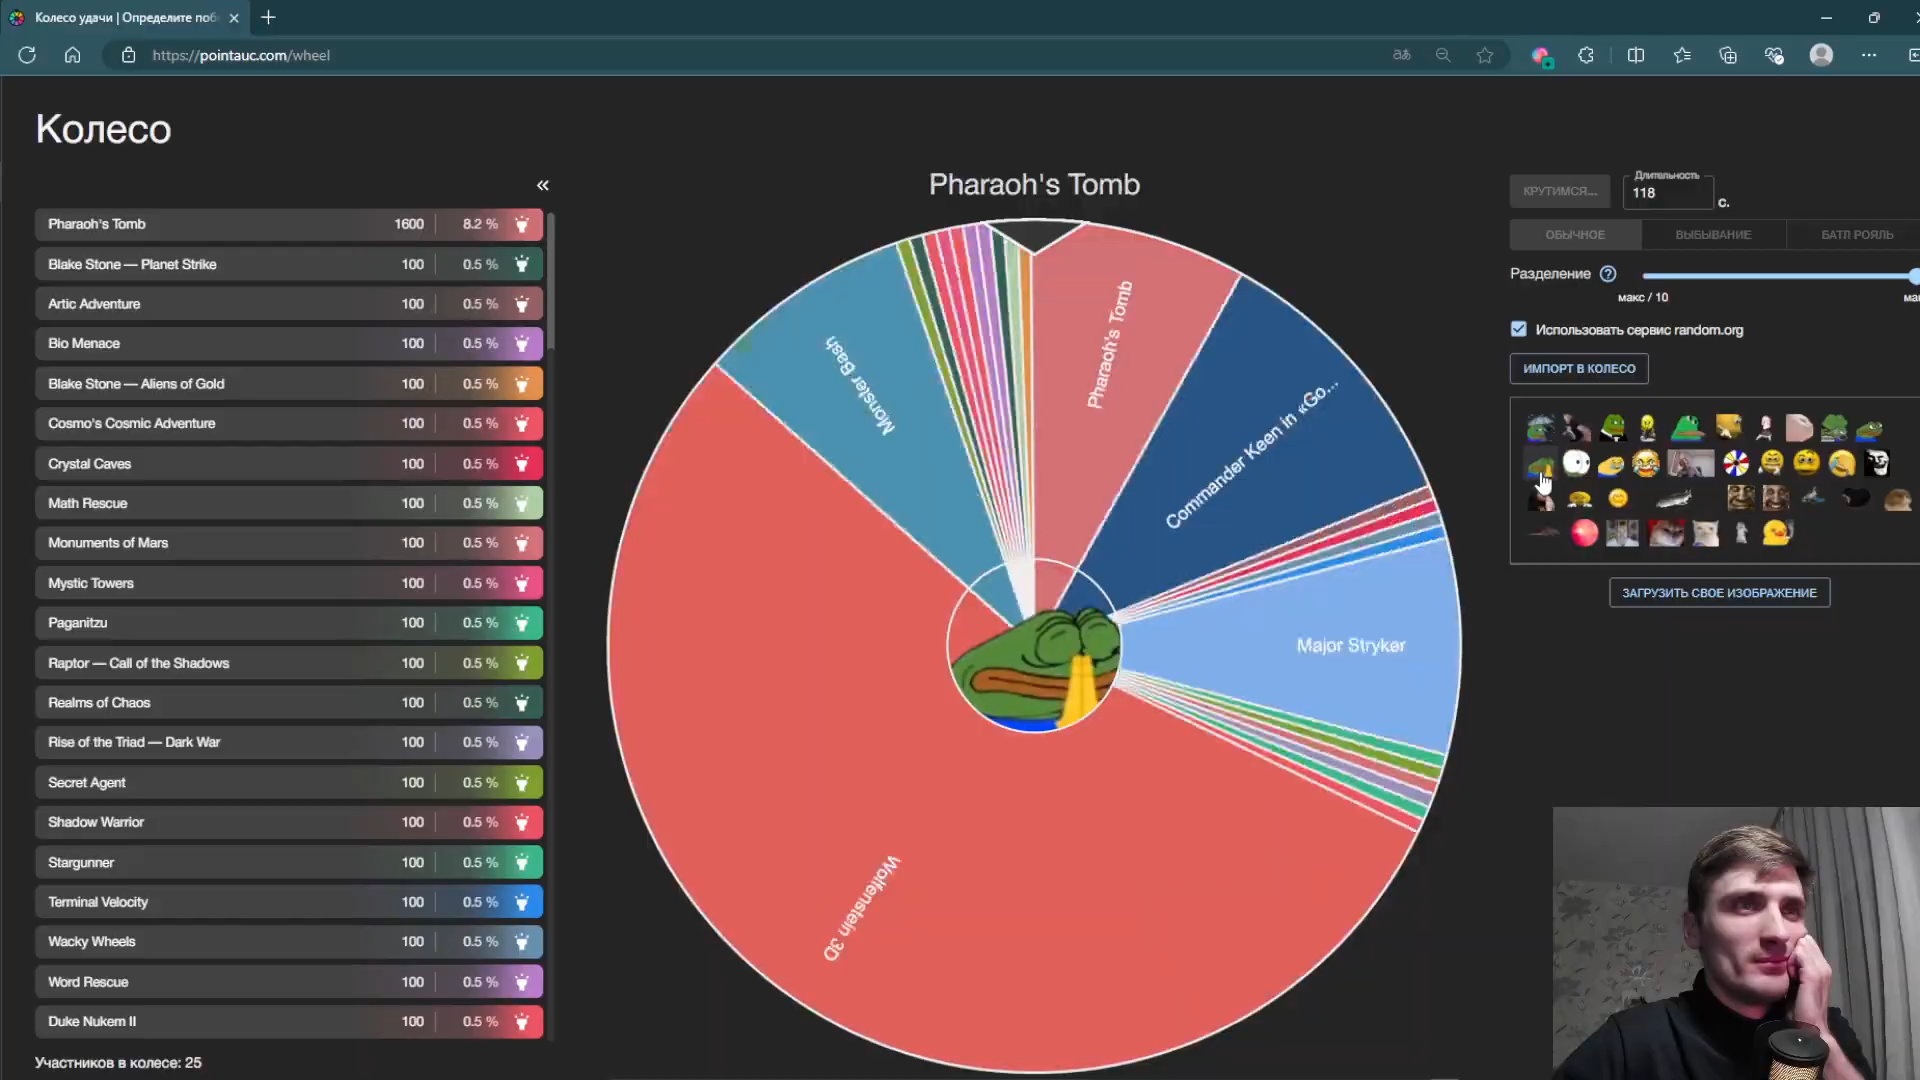 Колесо удачи | Определите поб
https://pointauc.com/wheel
Колесо
Pharaoh's Tomb 1600 8.2 %
Blake Stone — Planet Strike 100 0.5 %
Artic Adventure 100 0.5 %
Bio Menace 100 0.5 %
Blake Stone — Aliens of Gold 100 0.5 %
Cosmo's Cosmic Adventure 100 0.5 %
Crystal Caves 100 0.5 %
Math Rescue 100 0.5 %
Monuments of Mars 100 0.5 %
Mystic Towers 100 0.5 %
Paganitzu 100 0.5 %
Raptor — Call of the Shadows 100 0.5 %
Realms of Chaos 100 0.5 %
Rise of the Triad — Dark War 100 0.5 %
Secret Agent 100 0.5 %
Shadow Warrior 100 0.5 %
Stargunner 100 0.5 %
Terminal Velocity 100 0.5 %
Wacky Wheels 100 0.5 %
Word Rescue 100 0.5 %
Duke Nukem II 100 0.5 %
Участников в колесе: 25
Pharaoh's Tomb
Monster Bash
Pharaoh's Tomb
Commander Keen in «Go...
Major Stryker
Wolfenstein 3D
КРУТИМСЯ...
Длительность
118
с.
ОБЫЧНОЕ ВЫБЫВАНИЕ БАТЛ РОЯЛЬ
Разделение ?
макс / 10 мак
Использовать сервис random.org
ИМПОРТ В КОЛЕСО
ЗАГРУЗИТЬ СВОЕ ИЗОБРАЖЕНИЕ